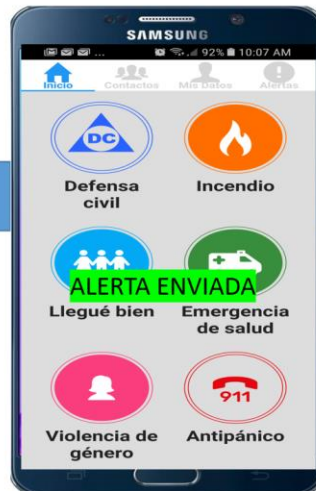 SAMSUNG
... 92% 10:07 AM
Inicio Contactos Mis Datos Alertas
DC
Defensa civil
Incendio
ALERTA ENVIADA
Llegué bien
Emergencia de salud
Violencia de género
911
Antipánico